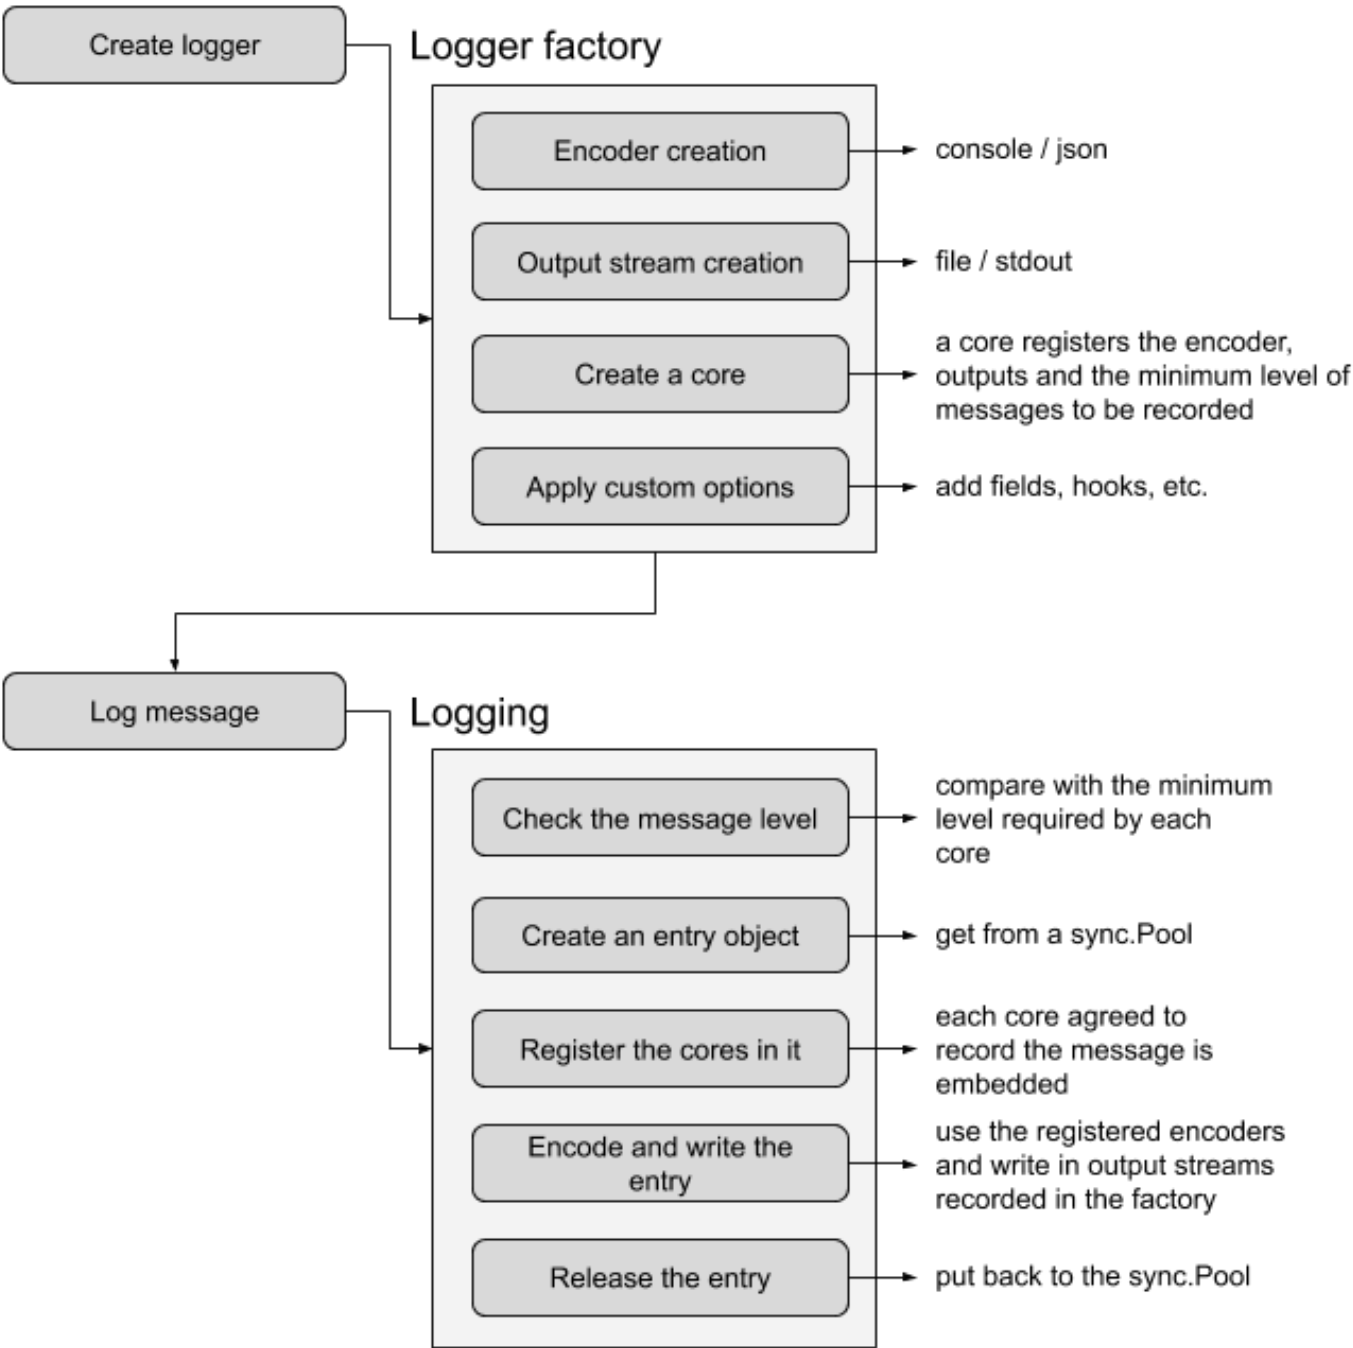 Create logger
Logger factory
Encoder creation
console / json
Output stream creation
file / stdout
Create a core
a core registers the encoder,
outputs and the minimum level of
messages to be recorded
Apply custom options
add fields, hooks, etc.
Log message
Logging
Check the message level
compare with the minimum
level required by each
core
Create an entry object
get from a sync.Pool
Register the cores in it
each core agreed to
record the message is
embedded
Encode and write the
entry
use the registered encoders
and write in output streams
recorded in the factory
Release the entry
put back to the sync.Pool